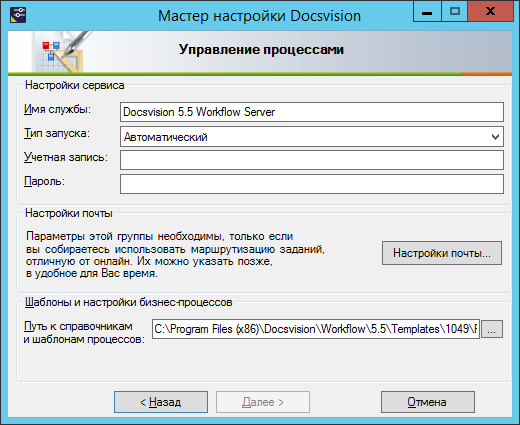 Мастер настройки Docsvision
Управление процессами
Настройки сервиса
Имя службы:
Docsvision 5.5 Workflow Server
Тип запуска:
Автоматический
Учетная запись:
Пароль:
Настройки почты
Параметры этой группы необходимы, только если
вы собираетесь использовать маршрутизацию заданий,
отличную от онлайн. Их можно указать позже,
в удобное для Вас время.
Настройки почты...
Шаблоны и настройки бизнес-процессов
Путь к справочникам
и шаблонам процессов:
C:\Program Files (x86)\Docsvision\Workflow\5.5\Templates\1049\
...
< Назад
Далее >
Отмена